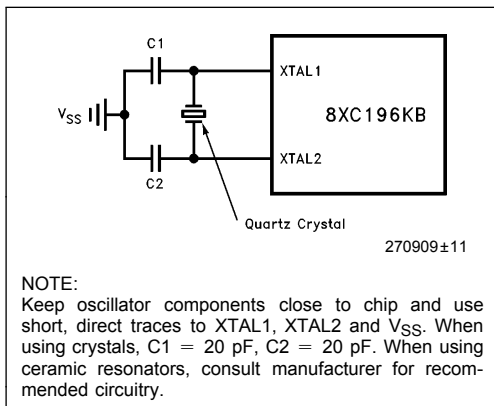 C1
XTAL1
8XC196KB
VSS
XTAL2
C2
Quartz Crystal
270909±11
NOTE:
Keep oscillator components close to chip and use
short, direct traces to XTAL1, XTAL2 and VSS. When
using crystals, C1 = 20 pF, C2 = 20 pF. When using
ceramic resonators, consult manufacturer for recom-
mended circuitry.